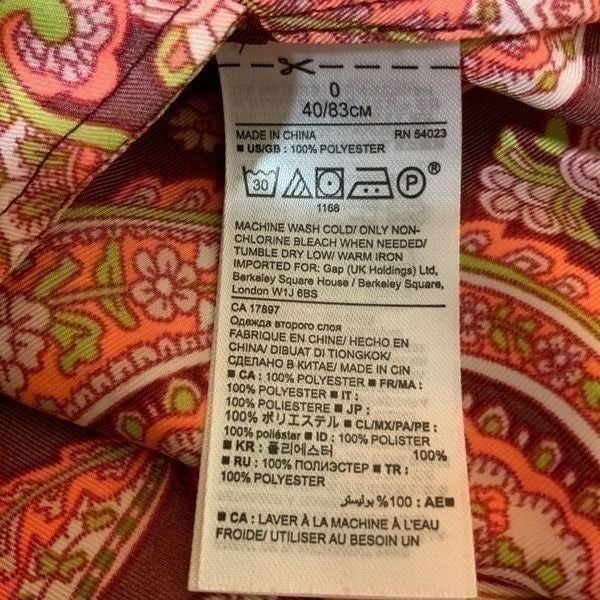 0
40/83CM
MADE IN CHINA RN 54023
■ US/GB : 100% POLYESTER
30 P ®
1166
MACHINE WASH COLD/ ONLY NON-
CHLORINE BLEACH WHEN NEEDED/
TUMBLE DRY LOW/ WARM IRON
IMPORTED FOR: Gap (UK Holdings) Ltd,
Berkeley Square House / Berkeley Square,
London W1J 6BS
CA 17897
Одежда второго слоя
FABRIQUE EN CHINE/ HECHO EN
CHINA/ DIBUAT DI TIONGKOK/
СДЕЛАНО В КИТАЕ/ MADE IN CIN
■ CA : 100% POLYESTER ■ FR/MA :
100% POLYESTER ■ IT :
100% POLIESTERE ■ JP :
100% ポリエステル ■ CL/MX/PA/PE :
100% poliéster ■ ID : 100% POLISTER
■ KR : 폴리에스터 100%
■ RU : 100% ПОЛИЭСТЕР ■ TR :
100% POLYESTER
■AE : 100% بوليستر
■ CA : LAVER À LA MACHINE À L'EAU
FROIDE/ UTILISER AU BESOIN UN